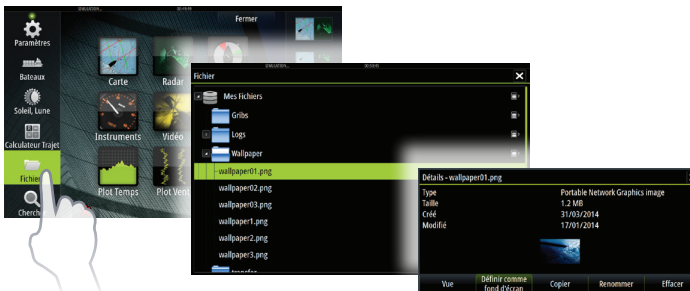 Fermer
Paramètres
Bateaux
Soleil, Lune
Calculateur Trajet
Fichier
Cherche
Carte
Radar
Instruments
Vidéo
Plot Temps
Plot Vent
Fichier
Mes Fichiers
Gribs
Logs
Wallpaper
wallpaper01.png
wallpaper02.png
wallpaper03.png
wallpaper1.png
wallpaper2.png
wallpaper3.png
transfer
Détails - wallpaper01.png
Type Portable Network Graphics image
Taille 1.2 MB
Créé 31/03/2014
Modifié 17/01/2014
Vue
Définir comme
fond d'écran
Copier
Renommer
Effacer